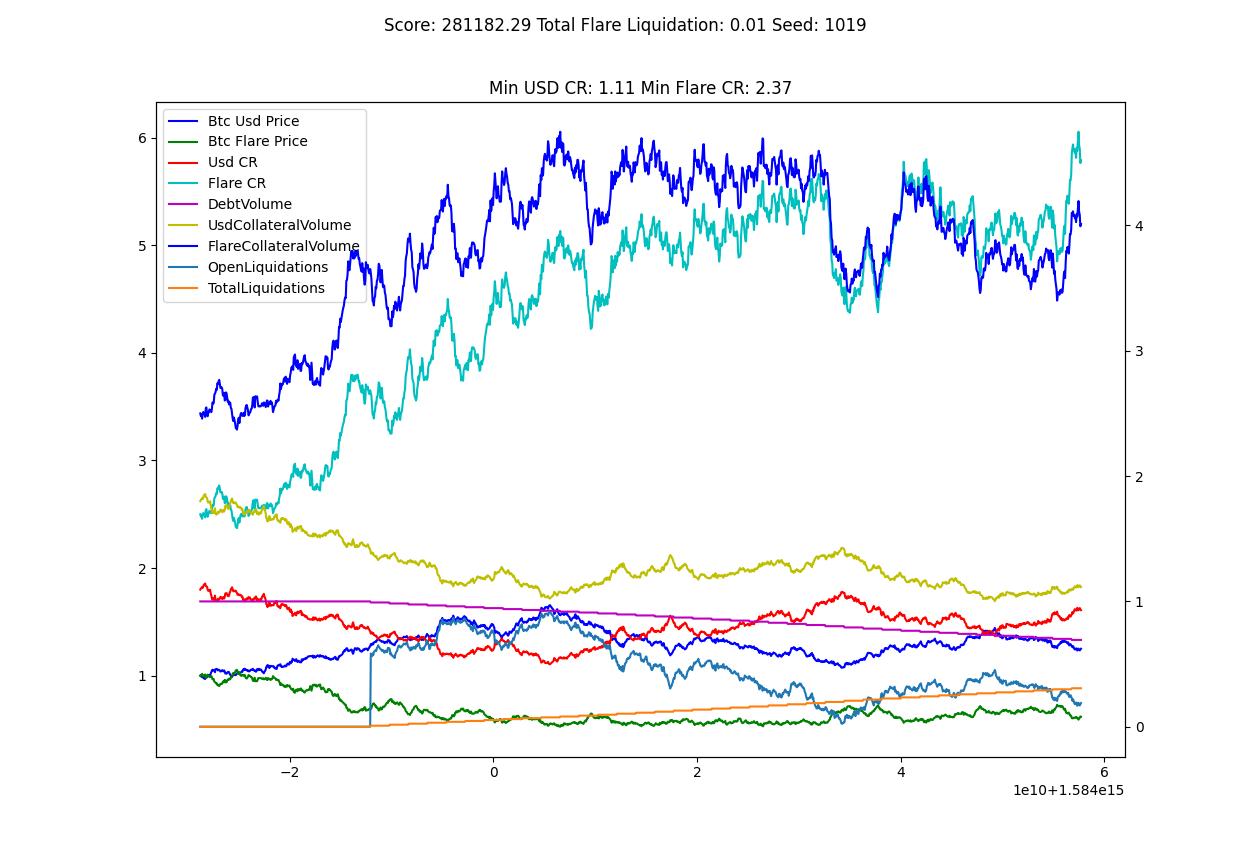 Score: 281182.29 Total Flare Liquidation: 0.01 Seed: 1019
Min USD CR: 1.11 Min Flare CR: 2.37
Btc Usd Price
Btc Flare Price
Usd CR
Flare CR
DebtVolume
UsdCollateralVolume
FlareCollateralVolume
OpenLiquidations
TotalLiquidations
6
5
4
3
2
1
4
3
2
1
0
−2
0
2
4
6
1e10+1.584e15